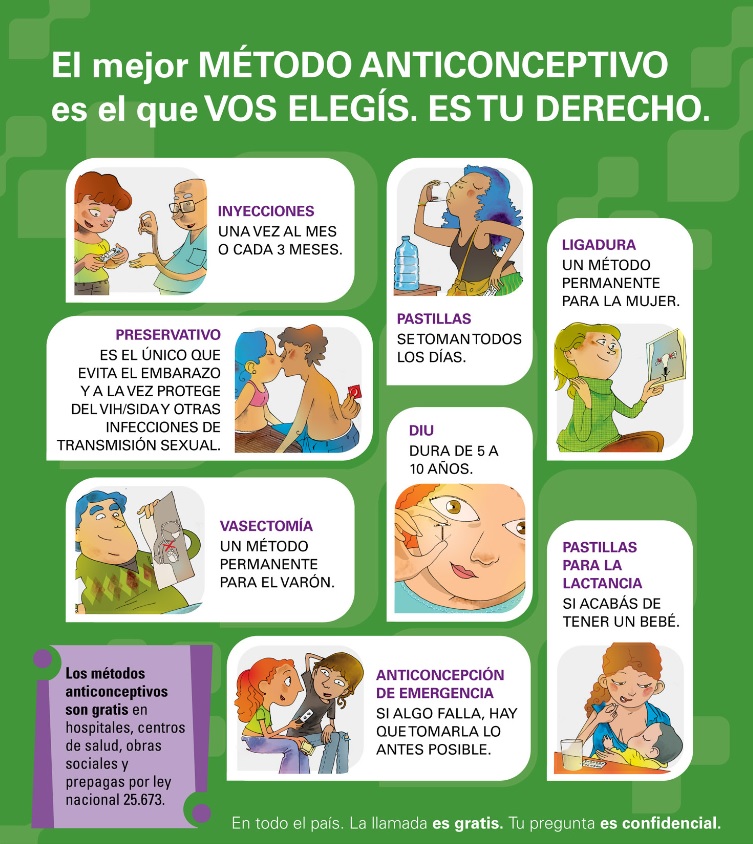 El mejor MÉTODO ANTICONCEPTIVO
es el que VOS ELEGÍS. ES TU DERECHO.
INYECCIONES
UNA VEZ AL MES
O CADA 3 MESES.
PASTILLAS
SE TOMAN TODOS
LOS DÍAS.
LIGADURA
UN MÉTODO
PERMANENTE
PARA LA MUJER.
PRESERVATIVO
ES EL ÚNICO QUE
EVITA EL EMBARAZO
Y A LA VEZ PROTEGE
DEL VIH/SIDA Y OTRAS
INFECCIONES DE
TRANSMISIÓN SEXUAL.
DIU
DURA DE 5 A
10 AÑOS.
VASECTOMÍA
UN MÉTODO
PERMANENTE
PARA EL VARÓN.
PASTILLAS
PARA LA
LACTANCIA
SI ACABÁS DE
TENER UN BEBÉ.
Los métodos
anticonceptivos
son gratis en
hospitales, centros
de salud, obras
sociales y
prepagas por ley
nacional 25.673.
ANTICONCEPCIÓN
DE EMERGENCIA
SI ALGO FALLA, HAY
QUE TOMARLA LO
ANTES POSIBLE.
En todo el país. La llamada es gratis. Tu pregunta es confidencial.